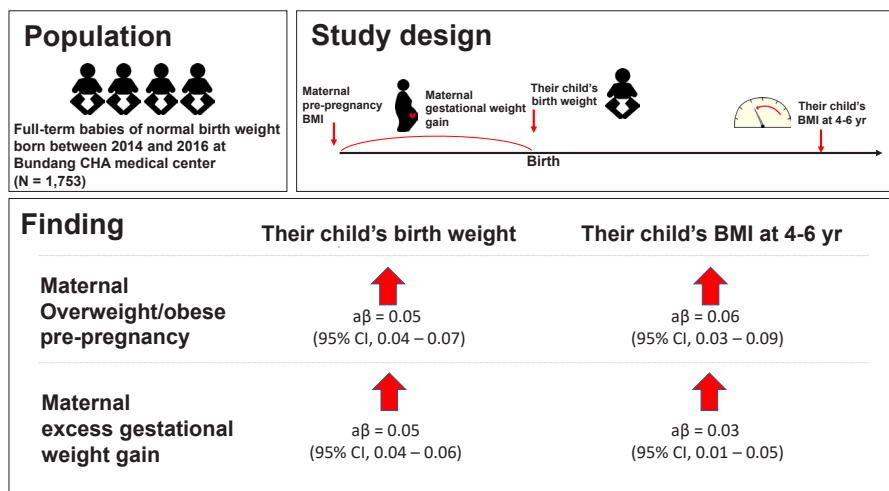 Population
Full-term babies of normal birth weight
born between 2014 and 2016 at
Bundang CHA medical center
(N = 1,753)
Study design
Maternal
pre-pregnancy
BMI
Maternal
gestational weight
gain
Their child's
birth weight
Their child's
BMI at 4-6 yr
Birth
Finding
Their child's birth weight
Their child's BMI at 4-6 yr
Maternal
Overweight/obese
pre-pregnancy
aβ = 0.05
(95% CI, 0.04 – 0.07)
aβ = 0.06
(95% CI, 0.03 – 0.09)
Maternal
excess gestational
weight gain
aβ = 0.05
(95% CI, 0.04 – 0.06)
aβ = 0.03
(95% CI, 0.01 – 0.05)